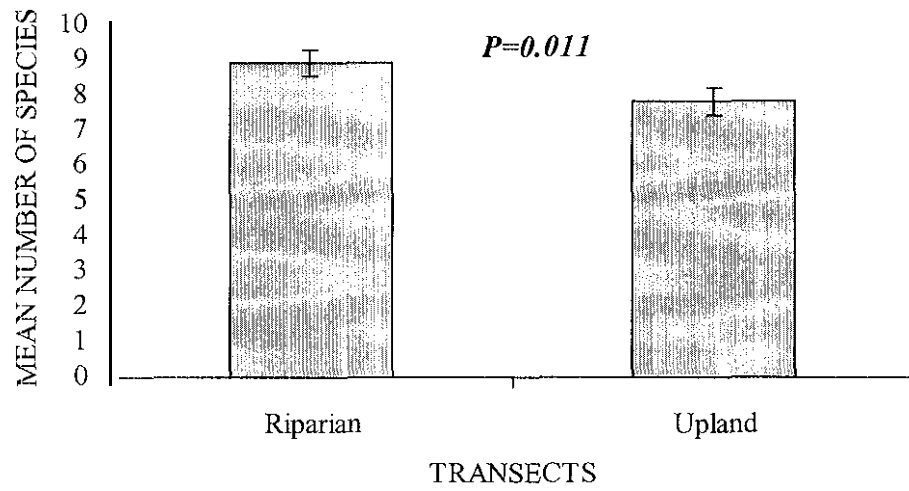 MEAN NUMBER OF SPECIES
10
9
8
7
6
5
4
3
2
1
0
P=0.011
Riparian
Upland
TRANSECTS